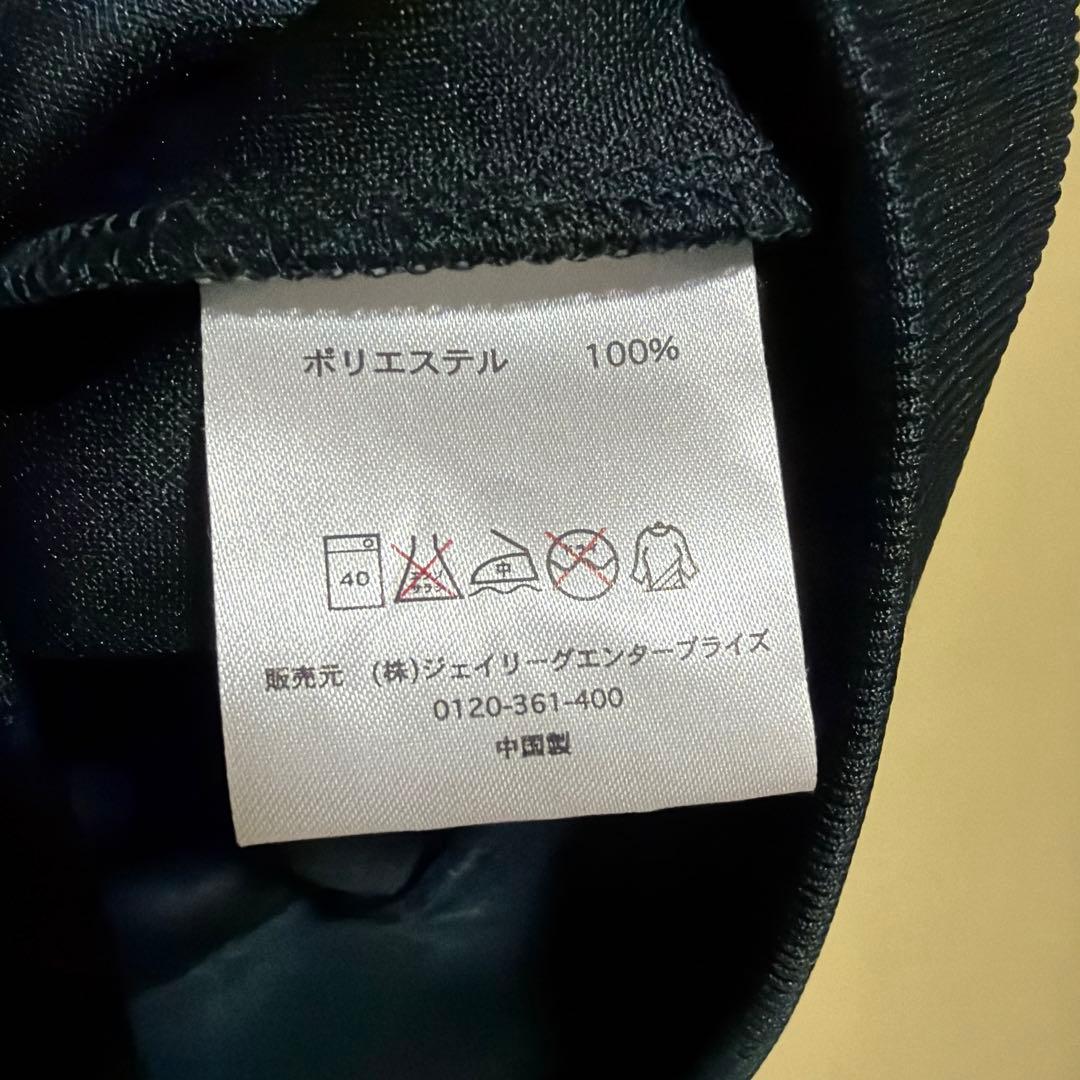 ポリエステル 100%
40 中
販売元 (株)ジェイリーグエンタープライズ
0120-361-400
中国製